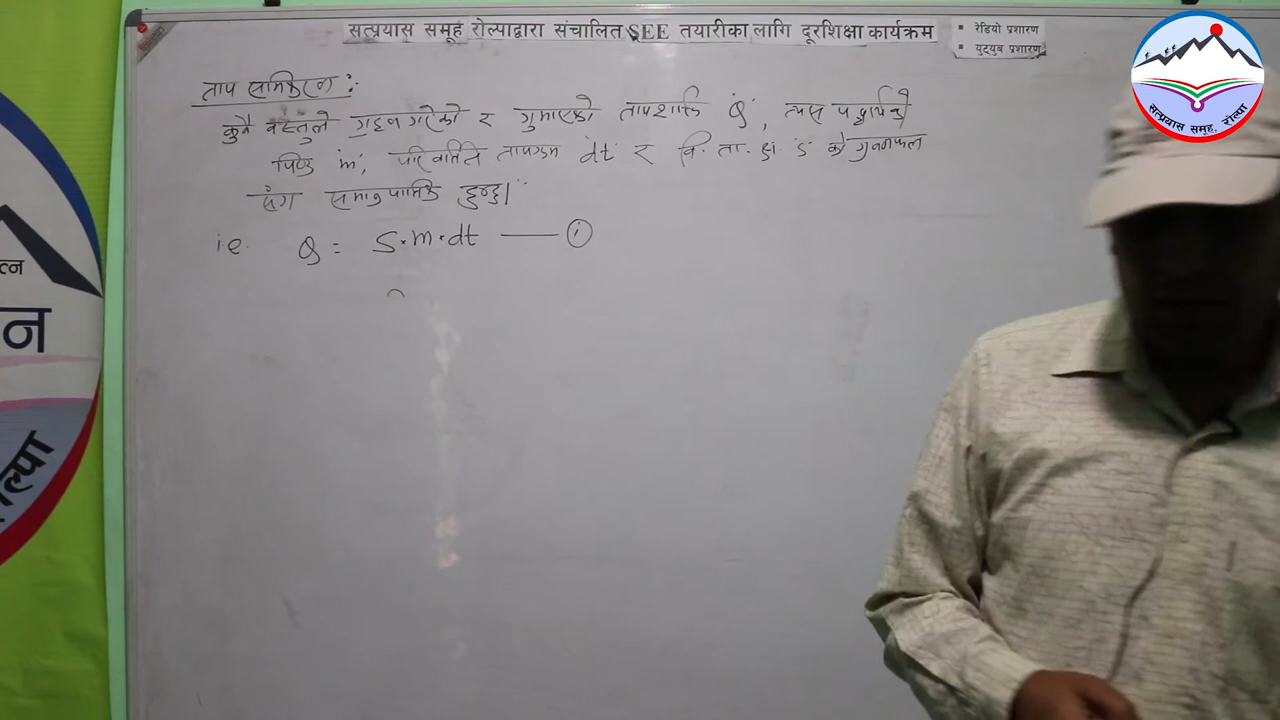 सत्प्रयास समूह रोल्पाद्वारा संचालित SEE तयारीका लागि दूरशिक्षा कार्यक्रम
▪ रेडियो प्रशारण
▪ युट्युब प्रशारण
ताप समिकरण :-
कुनै वस्तुले ग्रहन गरेको र गुमाएको तापशक्ति 'Q', त्यस पदार्थको
पिण्ड 'm', परिवर्तित तापक्रम 'dt' र वि. ता. धा. 's' को गुणनफल
सँग समानुपातिक हुन्छ।
i.e. Q = S.m.dt — (i)
सत्प्रयास समूह, रोल्पा
त्न
न
ल्पा